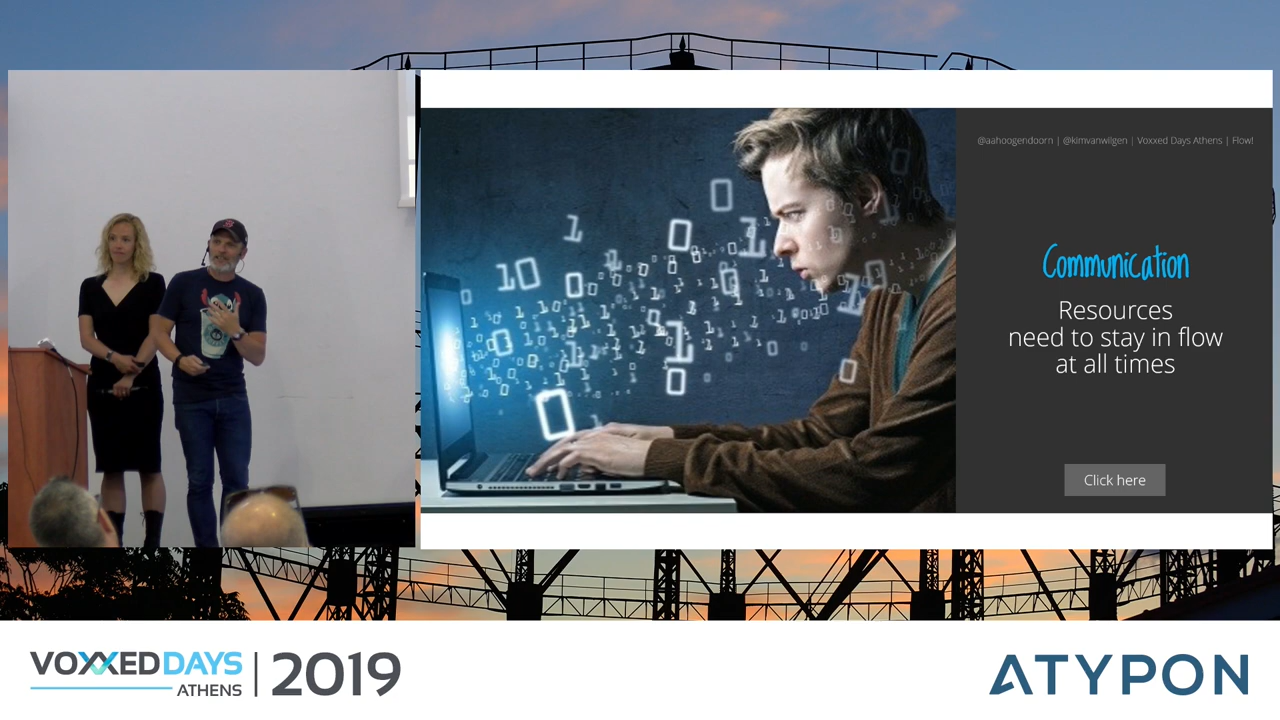 @aahoogendoorn | @kimvanwilgen | Voxxed Days Athens | Flow!
Communication
Resources
need to stay in flow
at all times
Click here
VOXXED DAYS
ATHENS
2019
ATYPON